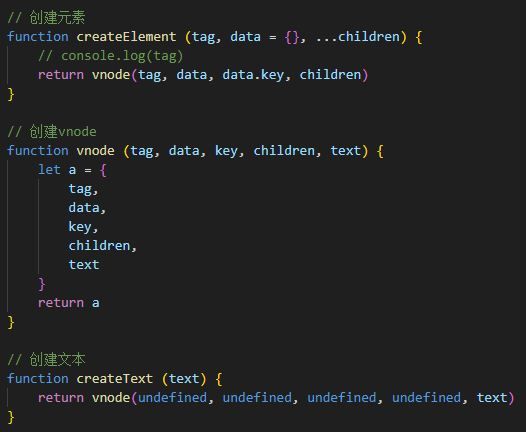 // 创建元素
function createElement (tag, data = {}, ...children) {
    // console.log(tag)
    return vnode(tag, data, data.key, children)
}
// 创建vnode
function vnode (tag, data, key, children, text) {
    let a = {
        tag,
        data,
        key,
        children,
        text
    }
    return a
}
// 创建文本
function createText (text) {
    return vnode(undefined, undefined, undefined, undefined, text)
}